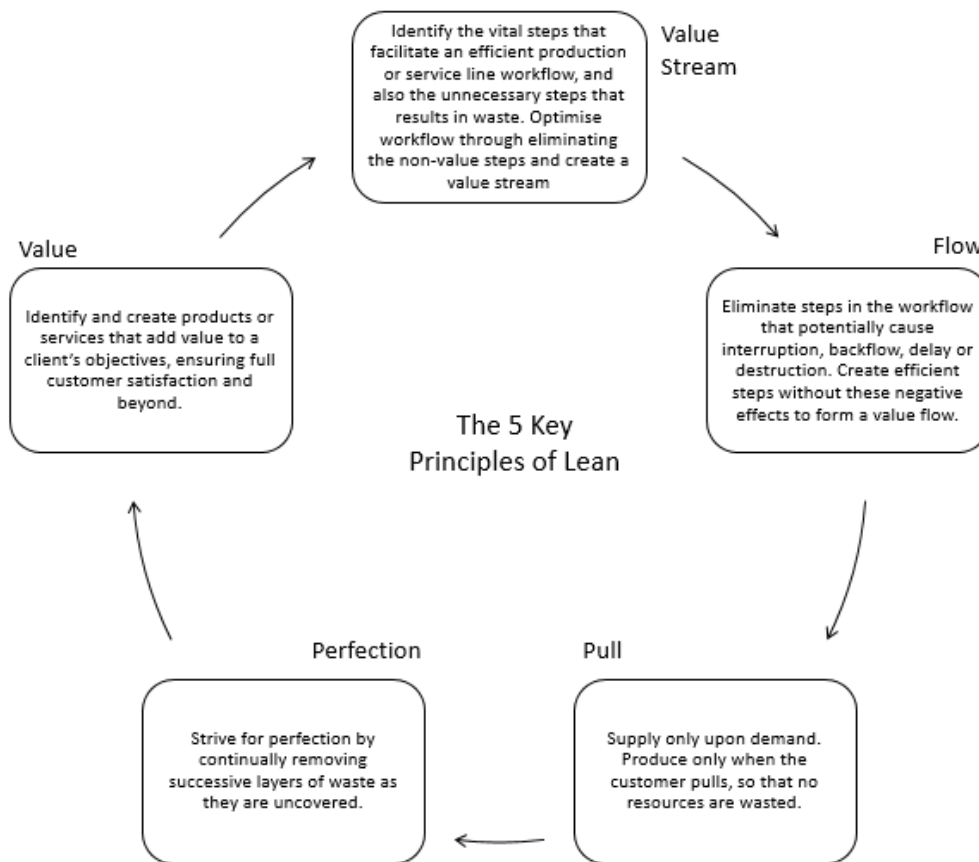 Value
Stream
Identify the vital steps that
facilitate an efficient production
or service line workflow, and
also the unnecessary steps that
results in waste. Optimise
workflow through eliminating
the non-value steps and create a
value stream
Flow
Eliminate steps in the workflow
that potentially cause
interruption, backflow, delay or
destruction. Create efficient
steps without these negative
effects to form a value flow.
Value
Identify and create products or
services that add value to a
client’s objectives, ensuring full
customer satisfaction and
beyond.
The 5 Key
Principles of Lean
Pull
Supply only upon demand.
Produce only when the
customer pulls, so that no
resources are wasted.
Perfection
Strive for perfection by
continually removing
successive layers of waste as
they are uncovered.